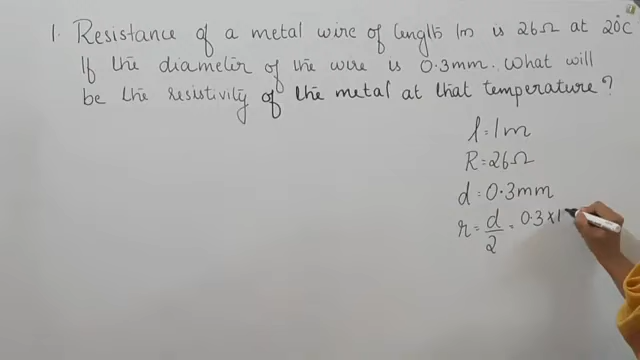 1. Resistance of a metal wire of length 1m is 26Ω at 20°C
If the diameter of the wire is 0.3mm. What will
be the resistivity of the metal at that temperature?
l = 1m
R = 26Ω
d = 0.3mm
r = d/2 = 0.3×1